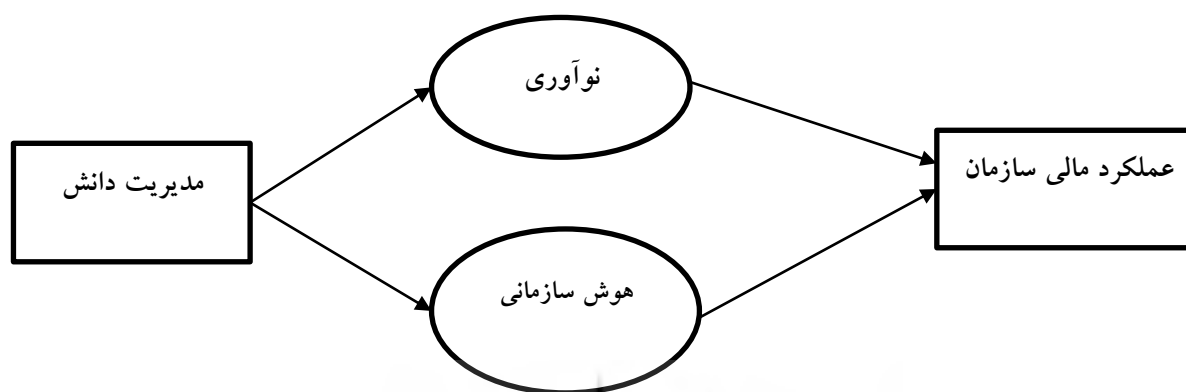 نوآوری
مدیریت دانش
عملکرد مالی سازمان
هوش سازمانی